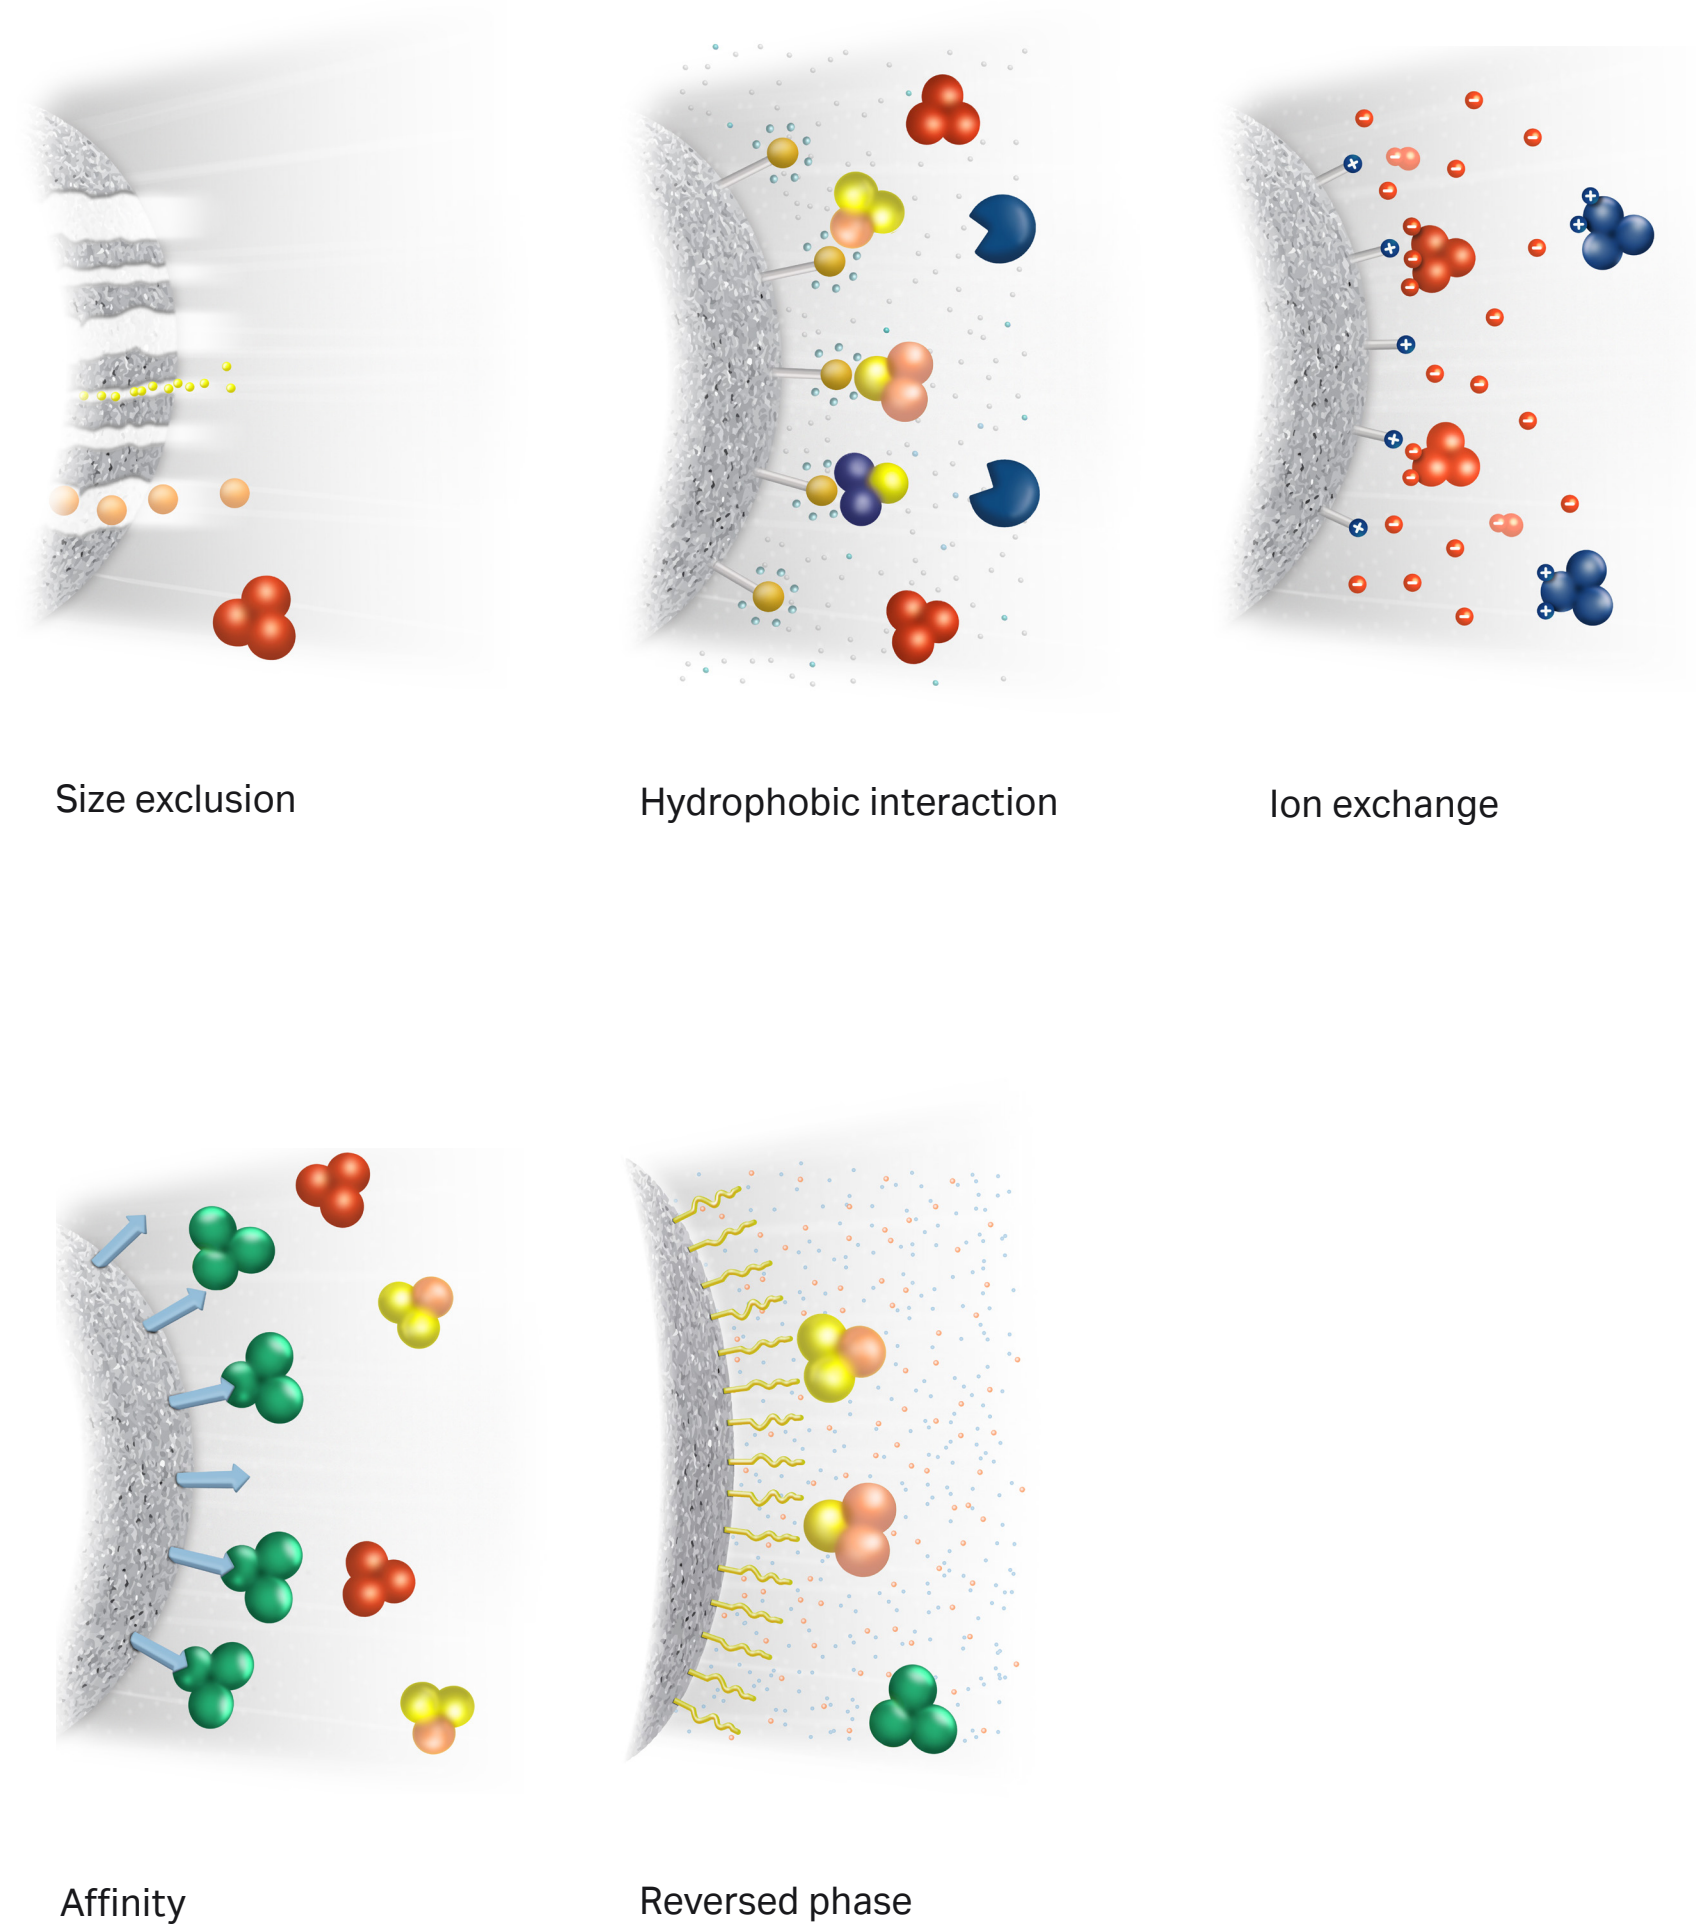 Size exclusion
Hydrophobic interaction
Ion exchange
Affinity
Reversed phase